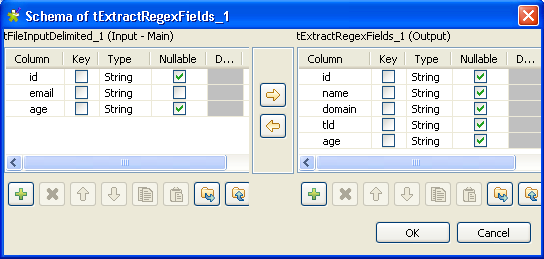 Schema of tExtractRegexFields_1
tFileInputDelimited_1 (Input - Main)
Column Key Type Nullable D...
id String
email String
age String
tExtractRegexFields_1 (Output)
Column Key Type Nullable D...
id String
name String
domain String
tld String
age String
OK Cancel